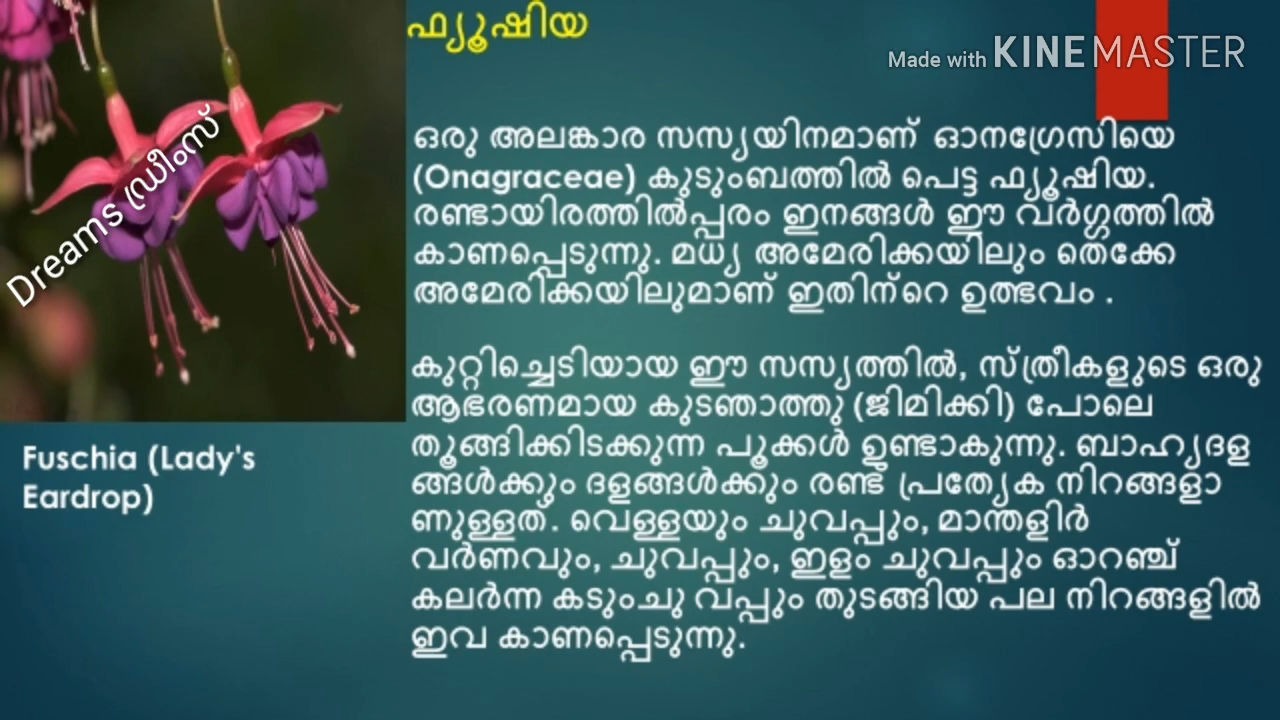 ഫ്യൂഷിയ
Made with KINEMASTER
ഒരു അലങ്കാര സസ്യയിനമാണ് ഓനഗ്രേസിയെ
(Onagraceae) കുടുംബത്തിൽ പെട്ട ഫ്യൂഷിയ.
രണ്ടായിരത്തിൽപ്പരം ഇനങ്ങൾ ഈ വർഗ്ഗത്തിൽ
കാണപ്പെടുന്നു. മധ്യ അമേരിക്കയിലും തെക്കേ
അമേരിക്കയിലുമാണ് ഇതിന്റെ ഉത്ഭവം .
കുറ്റിച്ചെടിയായ ഈ സസ്യത്തിൽ, സ്ത്രീകളുടെ ഒരു
ആഭരണമായ കുടഞാത്തു (ജിമിക്കി) പോലെ
തൂങ്ങിക്കിടക്കുന്ന പൂക്കൾ ഉണ്ടാകുന്നു. ബാഹ്യദള
ങ്ങൾക്കും ദളങ്ങൾക്കും രണ്ട് പ്രത്യേക നിറങ്ങളാ
ണുള്ളത്. വെള്ളയും ചുവപ്പും, മാന്തളിർ
വർണവും, ചുവപ്പും, ഇളം ചുവപ്പും ഓറഞ്ച്
കലർന്ന കടുംചു വപ്പും തുടങ്ങിയ പല നിറങ്ങളിൽ
ഇവ കാണപ്പെടുന്നു.
Dreams ഡ്രീംസ്
Fuschia (Lady's
Eardrop)